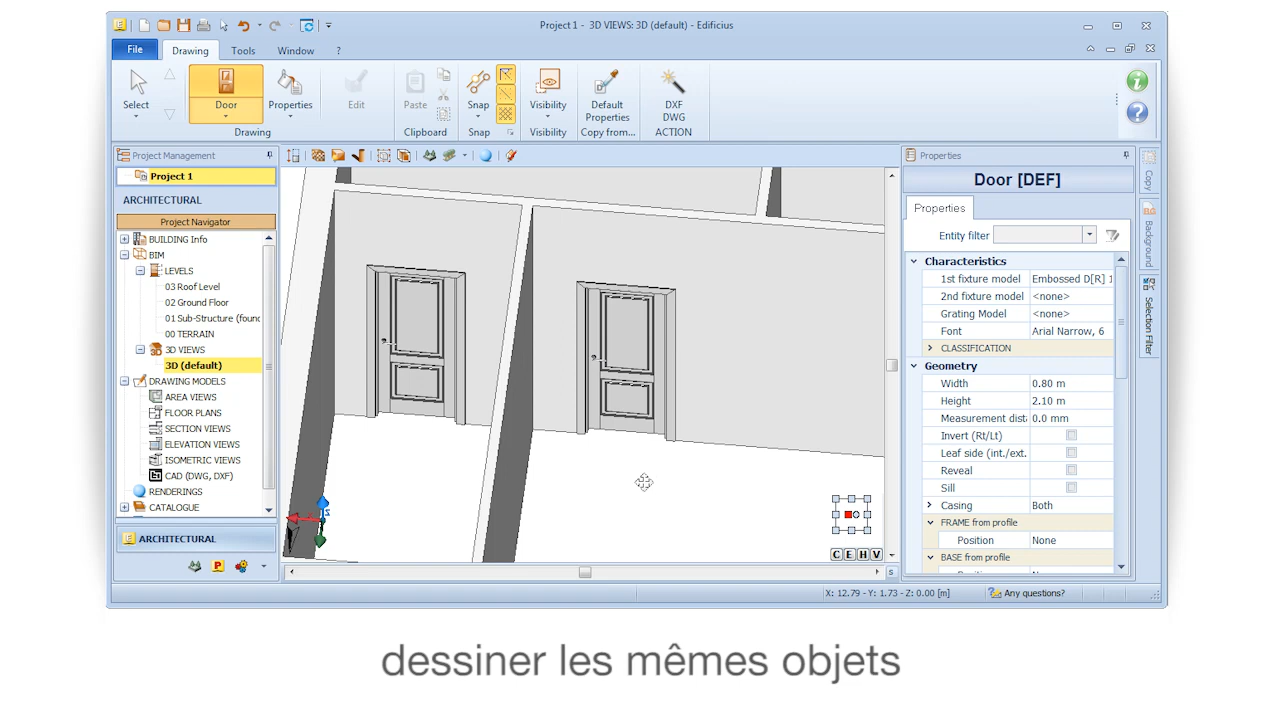 Project 1 - 3D VIEWS: 3D (default) - Edificius
File
Drawing
Tools
Window
?
Select
Door
Properties
Edit
Paste
Snap
Visibility
Default Properties
DXF DWG
Drawing
Clipboard
Snap
Visibility
Copy from...
ACTION
Project Management
Project 1
ARCHITECTURAL
Project Navigator
BUILDING Info
BIM
LEVELS
03 Roof Level
02 Ground Floor
01 Sub-Structure (found
00 TERRAIN
3D VIEWS
3D (default)
DRAWING MODELS
AREA VIEWS
FLOOR PLANS
SECTION VIEWS
ELEVATION VIEWS
ISOMETRIC VIEWS
CAD (DWG, DXF)
RENDERINGS
CATALOGUE
ARCHITECTURAL
C E H V
S
Properties
Door [DEF]
Properties
Entity filter
Characteristics
1st fixture model Embossed D[R] 1
2nd fixture model <none>
Grating Model <none>
Font Arial Narrow, 6
CLASSIFICATION
Geometry
Width 0.80 m
Height 2.10 m
Measurement dist 0.0 mm
Invert (Rt/Lt)
Leaf side (int./ext.
Reveal
Sill
Casing Both
FRAME from profile
Position None
BASE from profile
Copy
Background
Selection Filter
X: 12.79 - Y: 1.73 - Z: 0.00 [m]
Any questions?
dessiner les mêmes objets